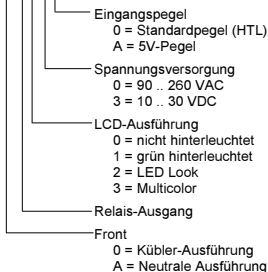 Eingangspegel
0 = Standardpegel (HTL)
A = 5V-Pegel
Spannungsversorgung
0 = 90 .. 260 VAC
3 = 10 .. 30 VDC
LCD-Ausführung
0 = nicht hinterleuchtet
1 = grün hinterleuchtet
2 = LED Look
3 = Multicolor
Relais-Ausgang
Front
0 = Kübler-Ausführung
A = Neutrale Ausführung